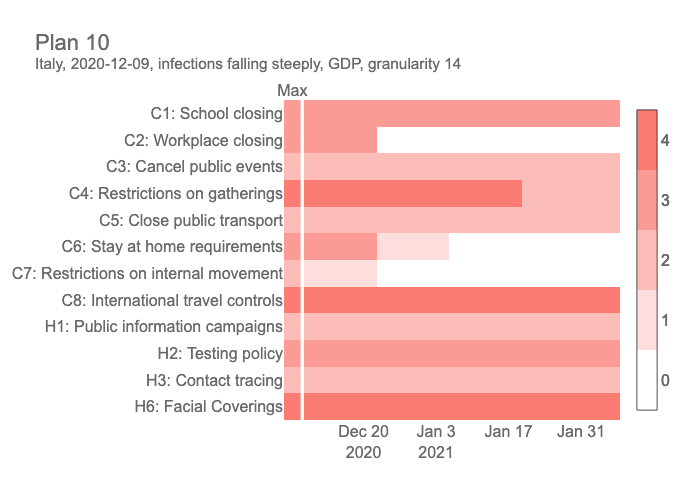 Plan 10
Italy, 2020-12-09, infections falling steeply, GDP, granularity 14
Max
C1: School closing
C2: Workplace closing
C3: Cancel public events
C4: Restrictions on gatherings
C5: Close public transport
C6: Stay at home requirements
C7: Restrictions on internal movement
C8: International travel controls
H1: Public information campaigns
H2: Testing policy
H3: Contact tracing
H6: Facial Coverings
Dec 20 Jan 3 Jan 17 Jan 31
2020 2021
4
3
2
1
0